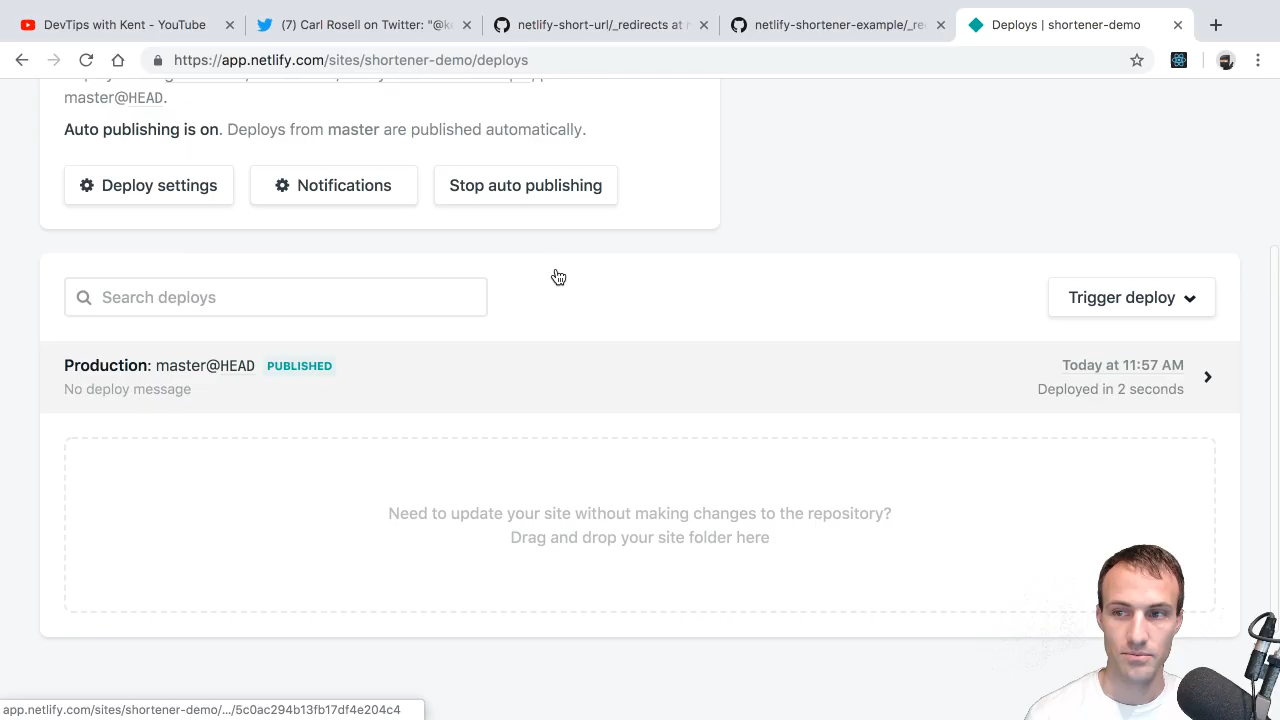 DevTips with Kent - YouTube
(7) Carl Rosell on Twitter: "@k
netlify-short-url/_redirects at
netlify-shortener-example/_re
Deploys | shortener-demo
https://app.netlify.com/sites/shortener-demo/deploys
master@HEAD.
Auto publishing is on. Deploys from master are published automatically.
Deploy settings
Notifications
Stop auto publishing
Search deploys
Trigger deploy
Production: master@HEAD PUBLISHED
Today at 11:57 AM
No deploy message
Deployed in 2 seconds
Need to update your site without making changes to the repository?
Drag and drop your site folder here
app.netlify.com/sites/shortener-demo/.../5c0ac294b13fb17df4e204c4